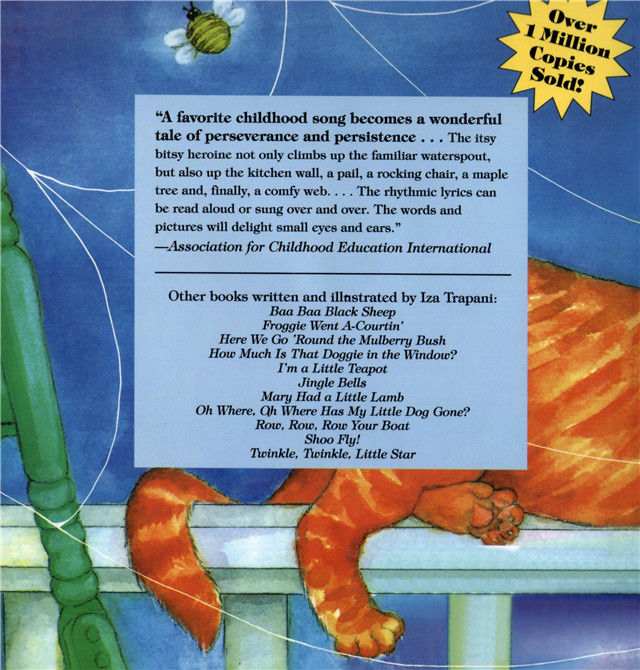 Over
1 Million
Copies
Sold!
“A favorite childhood song becomes a wonderful
tale of perseverance and persistence . . . The itsy
bitsy heroine not only climbs up the familiar waterspout,
but also up the kitchen wall, a pail, a rocking chair, a maple
tree and, finally, a comfy web. . . . The rhythmic lyrics can
be read aloud or sung over and over. The words and
pictures will delight small eyes and ears.”
—Association for Childhood Education International
Other books written and illustrated by Iza Trapani:
Baa Baa Black Sheep
Froggie Went A-Courtin'
Here We Go 'Round the Mulberry Bush
How Much Is That Doggie in the Window?
I'm a Little Teapot
Jingle Bells
Mary Had a Little Lamb
Oh Where, Oh Where Has My Little Dog Gone?
Row, Row, Row Your Boat
Shoo Fly!
Twinkle, Twinkle, Little Star